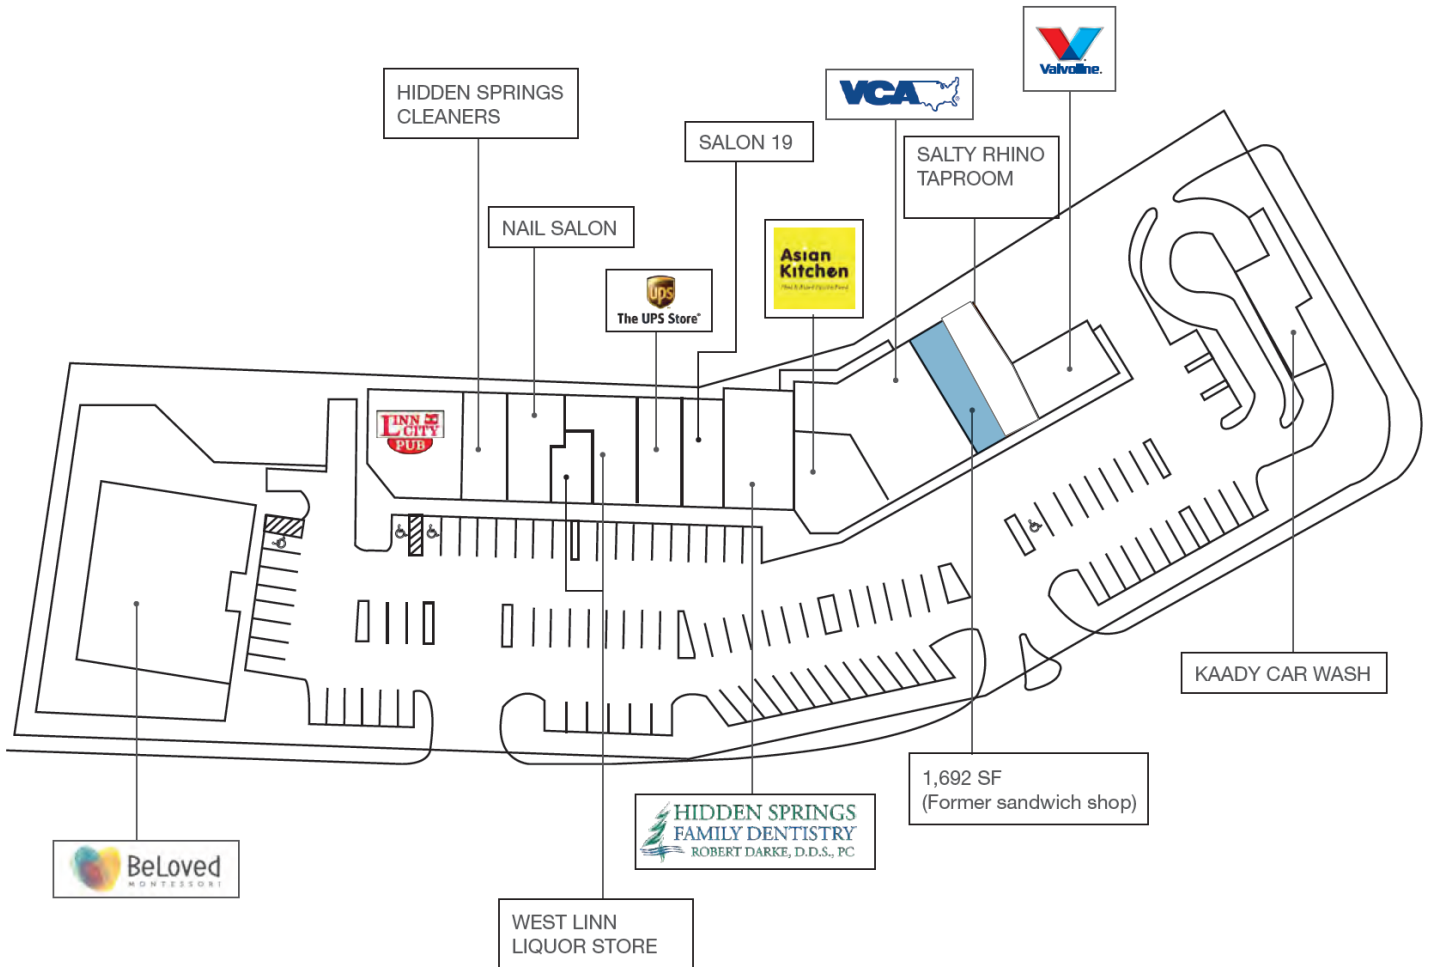 Valvoline.
VCA
HIDDEN SPRINGS
CLEANERS
SALON 19
SALTY RHINO
TAPROOM
NAIL SALON
Asian
Kitchen
ups
The UPS Store
LINN
CITY
PUB
KAADY CAR WASH
1,692 SF
(Former sandwich shop)
HIDDEN SPRINGS
FAMILY DENTISTRY
ROBERT DARKE, D.D.S., PC
BeLoved
MONTESSORI
WEST LINN
LIQUOR STORE